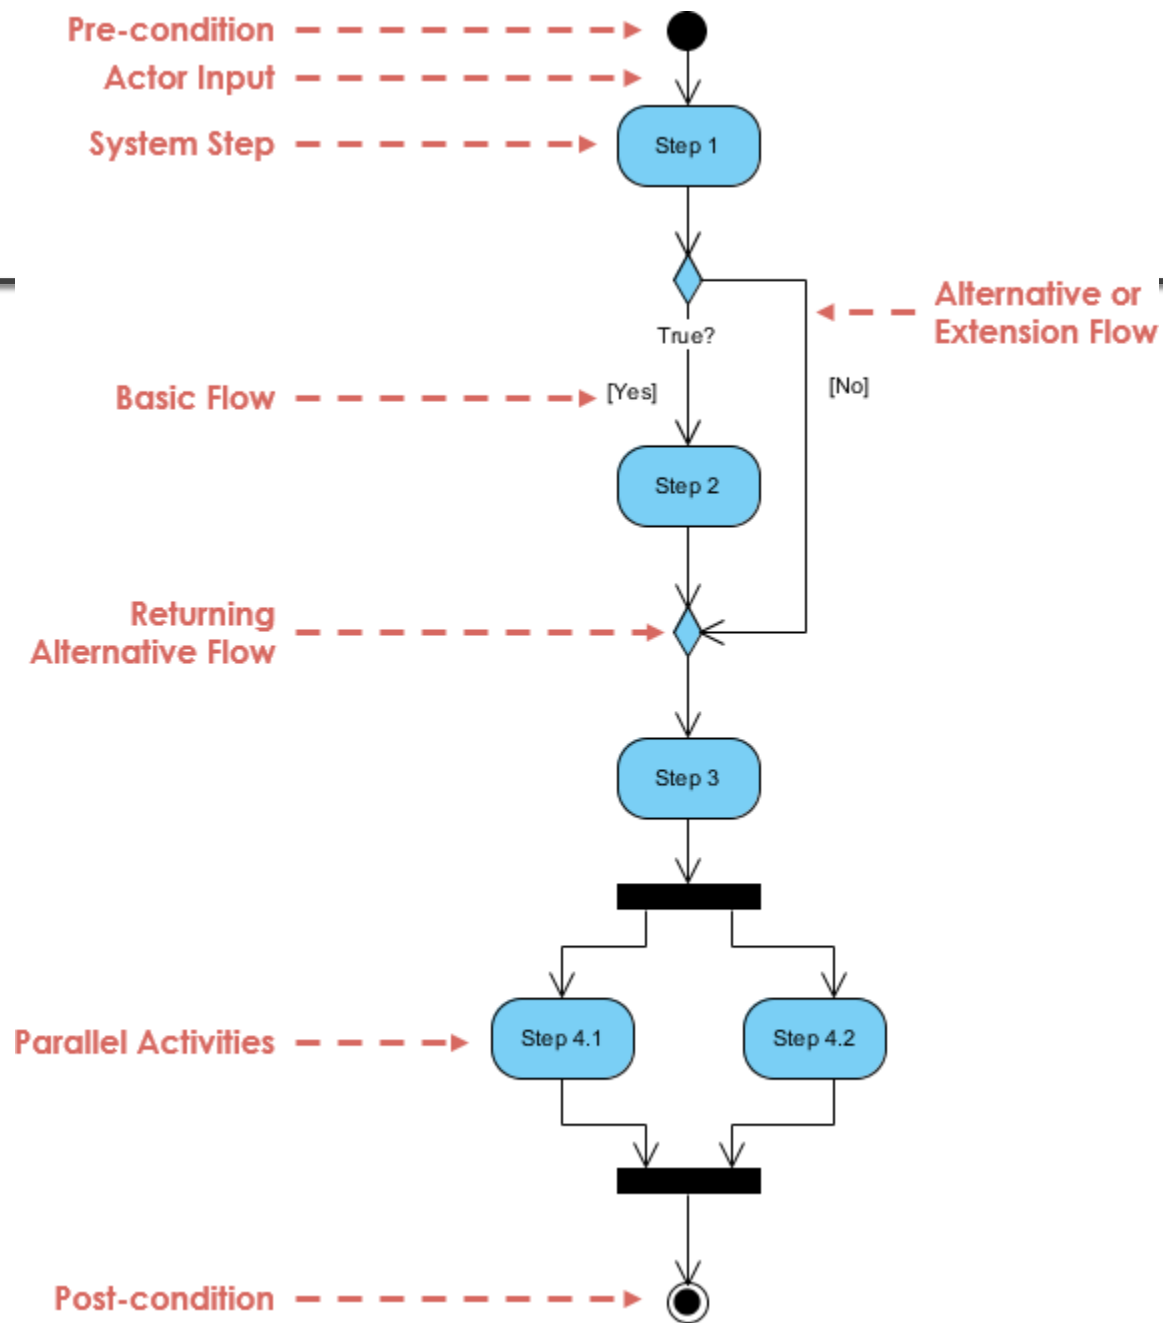 Pre-condition
Actor Input
System Step
Step 1
Alternative or
Extension Flow
True?
[No]
Basic Flow
[Yes]
Step 2
Returning
Alternative Flow
Step 3
Parallel Activities
Step 4.1
Step 4.2
Post-condition